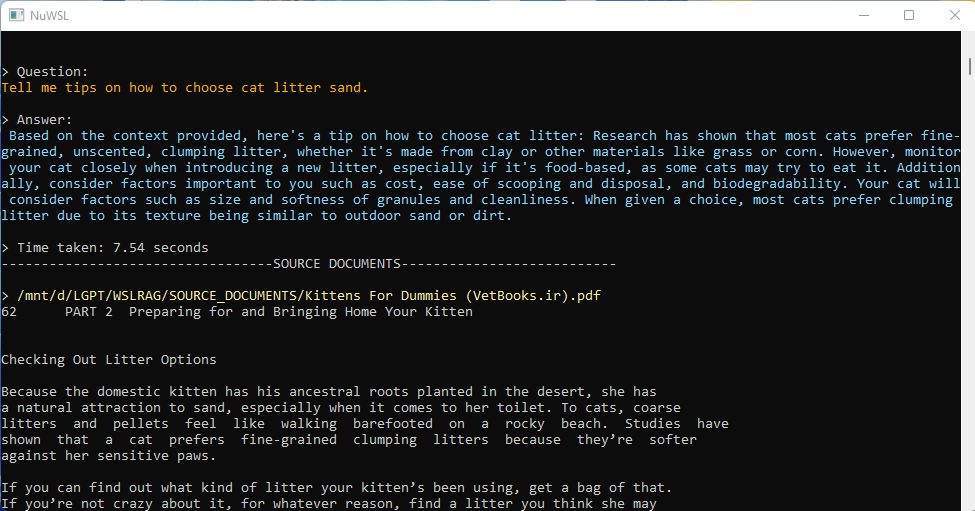 NuWSL
> Question:
Tell me tips on how to choose cat litter sand.
> Answer:
Based on the context provided, here's a tip on how to choose cat litter: Research has shown that most cats prefer fine-
grained, unscented, clumping litter, whether it's made from clay or other materials like grass or corn. However, monitor
your cat closely when introducing a new litter, especially if it's food-based, as some cats may try to eat it. Addition
ally, consider factors important to you such as cost, ease of scooping and disposal, and biodegradability. Your cat will
consider factors such as size and softness of granules and cleanliness. When given a choice, most cats prefer clumping
litter due to its texture being similar to outdoor sand or dirt.
> Time taken: 7.54 seconds
----------------------------------SOURCE DOCUMENTS---------------------------
> /mnt/d/LGPT/WSLRAG/SOURCE_DOCUMENTS/Kittens For Dummies (VetBooks.ir).pdf
62 PART 2 Preparing for and Bringing Home Your Kitten
Checking Out Litter Options
Because the domestic kitten has his ancestral roots planted in the desert, she has
a natural attraction to sand, especially when it comes to her toilet. To cats, coarse
litters and pellets feel like walking barefooted on a rocky beach. Studies have
shown that a cat prefers fine-grained clumping litters because they’re softer
against her sensitive paws.
If you can find out what kind of litter your kitten’s been using, get a bag of that.
If you’re not crazy about it, for whatever reason, find a litter you think she may